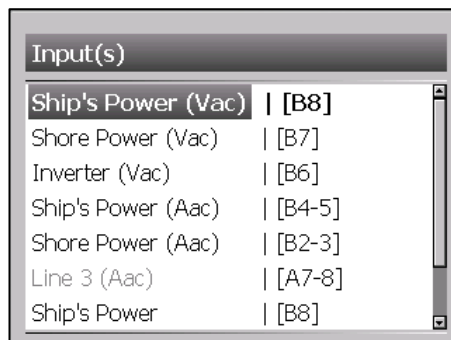 Input(s)
Ship's Power (Vac) | [B8]
Shore Power (Vac) | [B7]
Inverter (Vac) | [B6]
Ship's Power (Aac) | [B4-5]
Shore Power (Aac) | [B2-3]
Line 3 (Aac) | [A7-8]
Ship's Power | [B8]